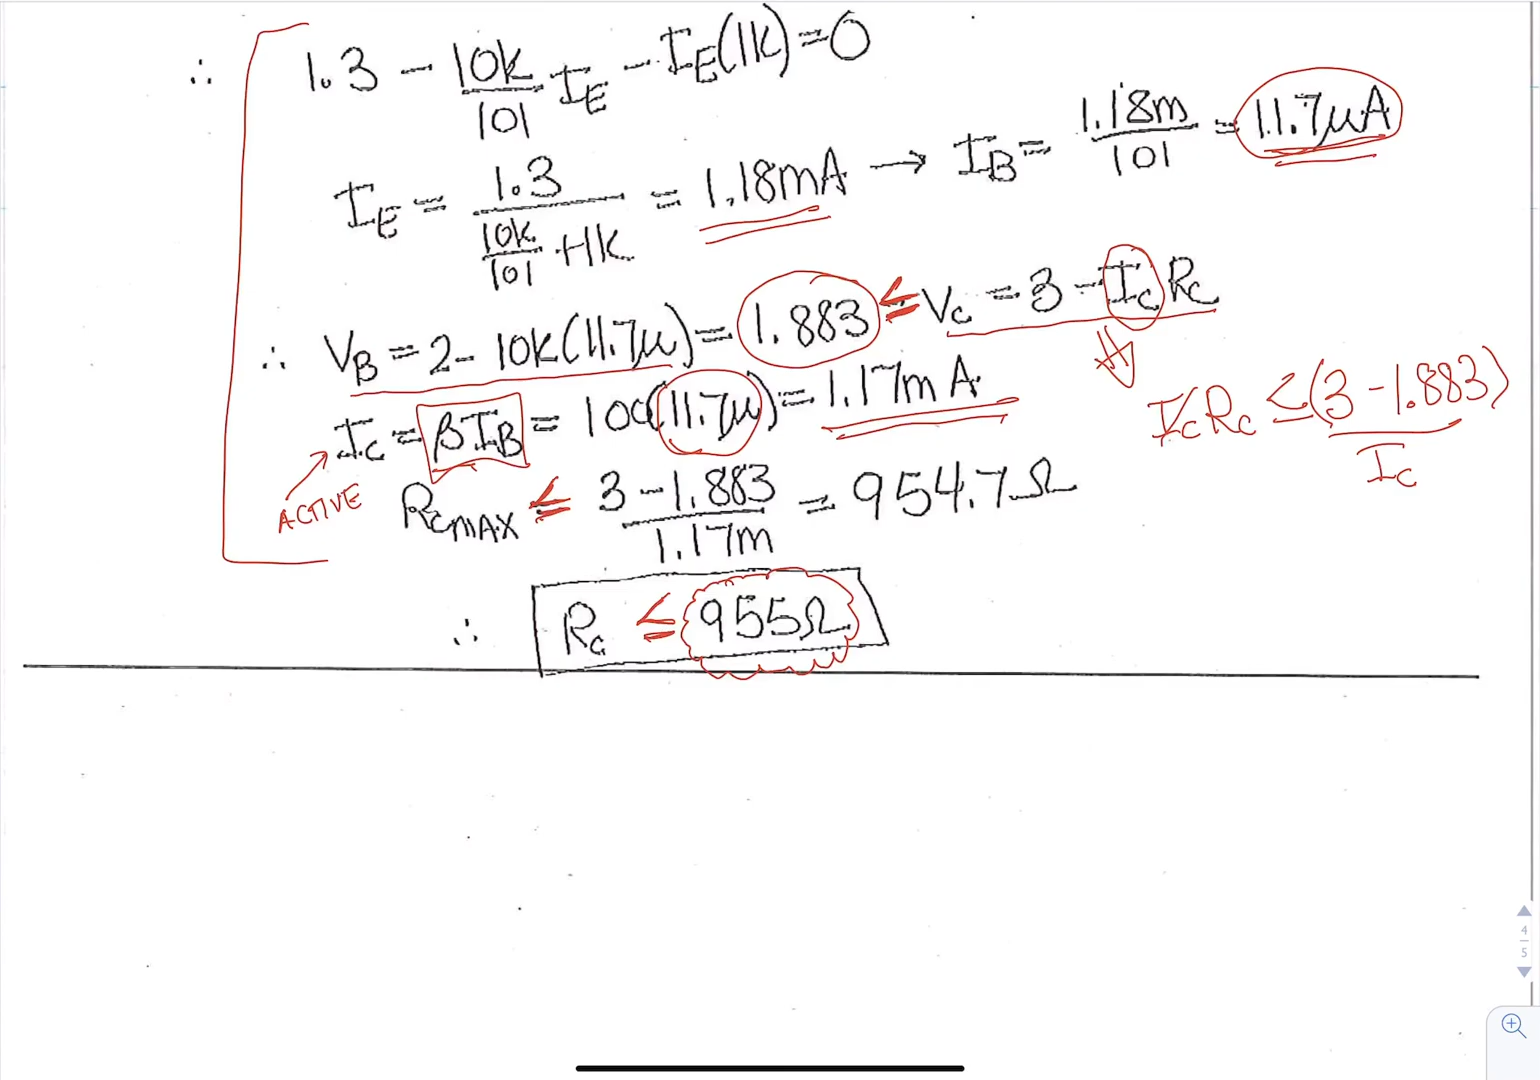 ∴ 1.3 - 10k/101 I_E - I_E(1k) = 0
I_E = 1.3/(10k/101 + 1k) = 1.18mA → I_B = 1.18m/101 = 11.7μA
∴ V_B = 2 - 10k(11.7μ) = 1.883 ≤ V_C = 3 - I_C R_C
I_C = βI_B = 100(11.7μ) = 1.17mA
I_C R_C ≤ (3 - 1.883)/I_C
ACTIVE
R_CMAX ≤ 3 - 1.883/1.17m = 954.7Ω
∴ R_C ≤ 955Ω
4
5